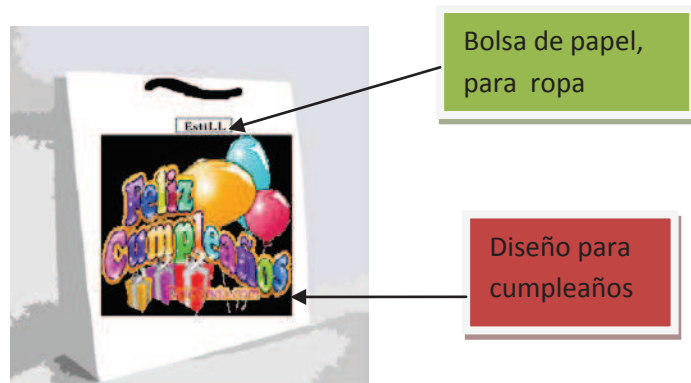 Bolsa de papel,
para ropa
EstiLL
Feliz
Cumpleaños
Diseño para
cumpleaños